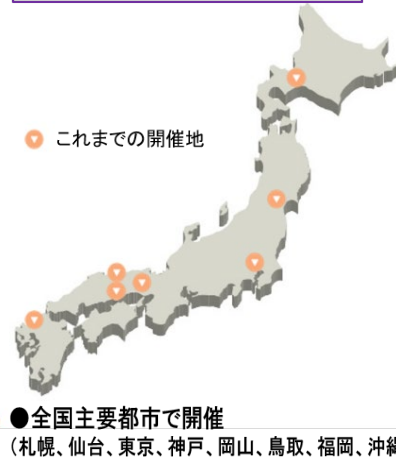 これまでの開催地
●全国主要都市で開催
(札幌、仙台、東京、神戸、岡山、鳥取、福岡、沖縄